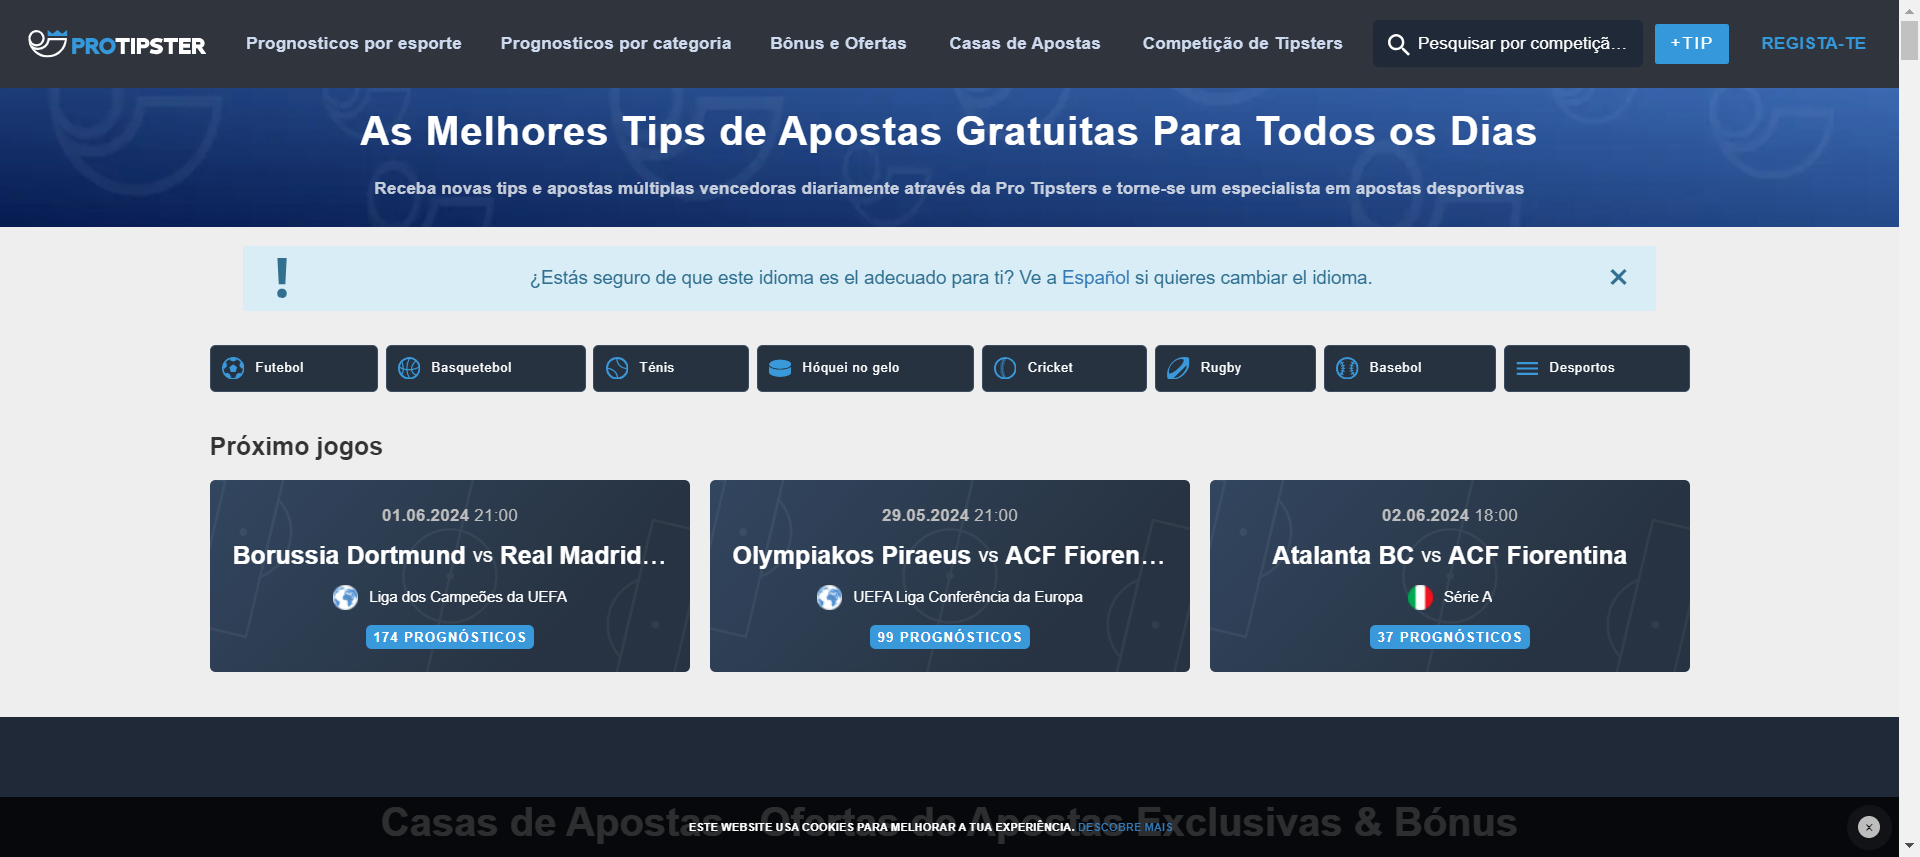 PROTIPSTER
Prognosticos por esporte
Prognosticos por categoria
Bônus e Ofertas
Casas de Apostas
Competição de Tipsters
Pesquisar por competiçã...
+TIP
REGISTA-TE
As Melhores Tips de Apostas Gratuitas Para Todos os Dias
Receba novas tips e apostas múltiplas vencedoras diariamente através da Pro Tipsters e torne-se um especialista em apostas desportivas
¿Estás seguro de que este idioma es el adecuado para ti? Ve a Español si quieres cambiar el idioma.
Futebol
Basquetebol
Ténis
Hóquei no gelo
Cricket
Rugby
Basebol
Desportos
Próximo jogos
01.06.2024 21:00
Borussia Dortmund vs Real Madrid...
Liga dos Campeões da UEFA
174 PROGNÓSTICOS
29.05.2024 21:00
Olympiakos Piraeus vs ACF Fioren...
UEFA Liga Conferência da Europa
99 PROGNÓSTICOS
02.06.2024 18:00
Atalanta BC vs ACF Fiorentina
Série A
37 PROGNÓSTICOS
Casas de Apostas - Ofertas de Apostas Exclusivas & Bónus
ESTE WEBSITE USA COOKIES PARA MELHORAR A TUA EXPERIÊNCIA. DESCOBRE MAIS